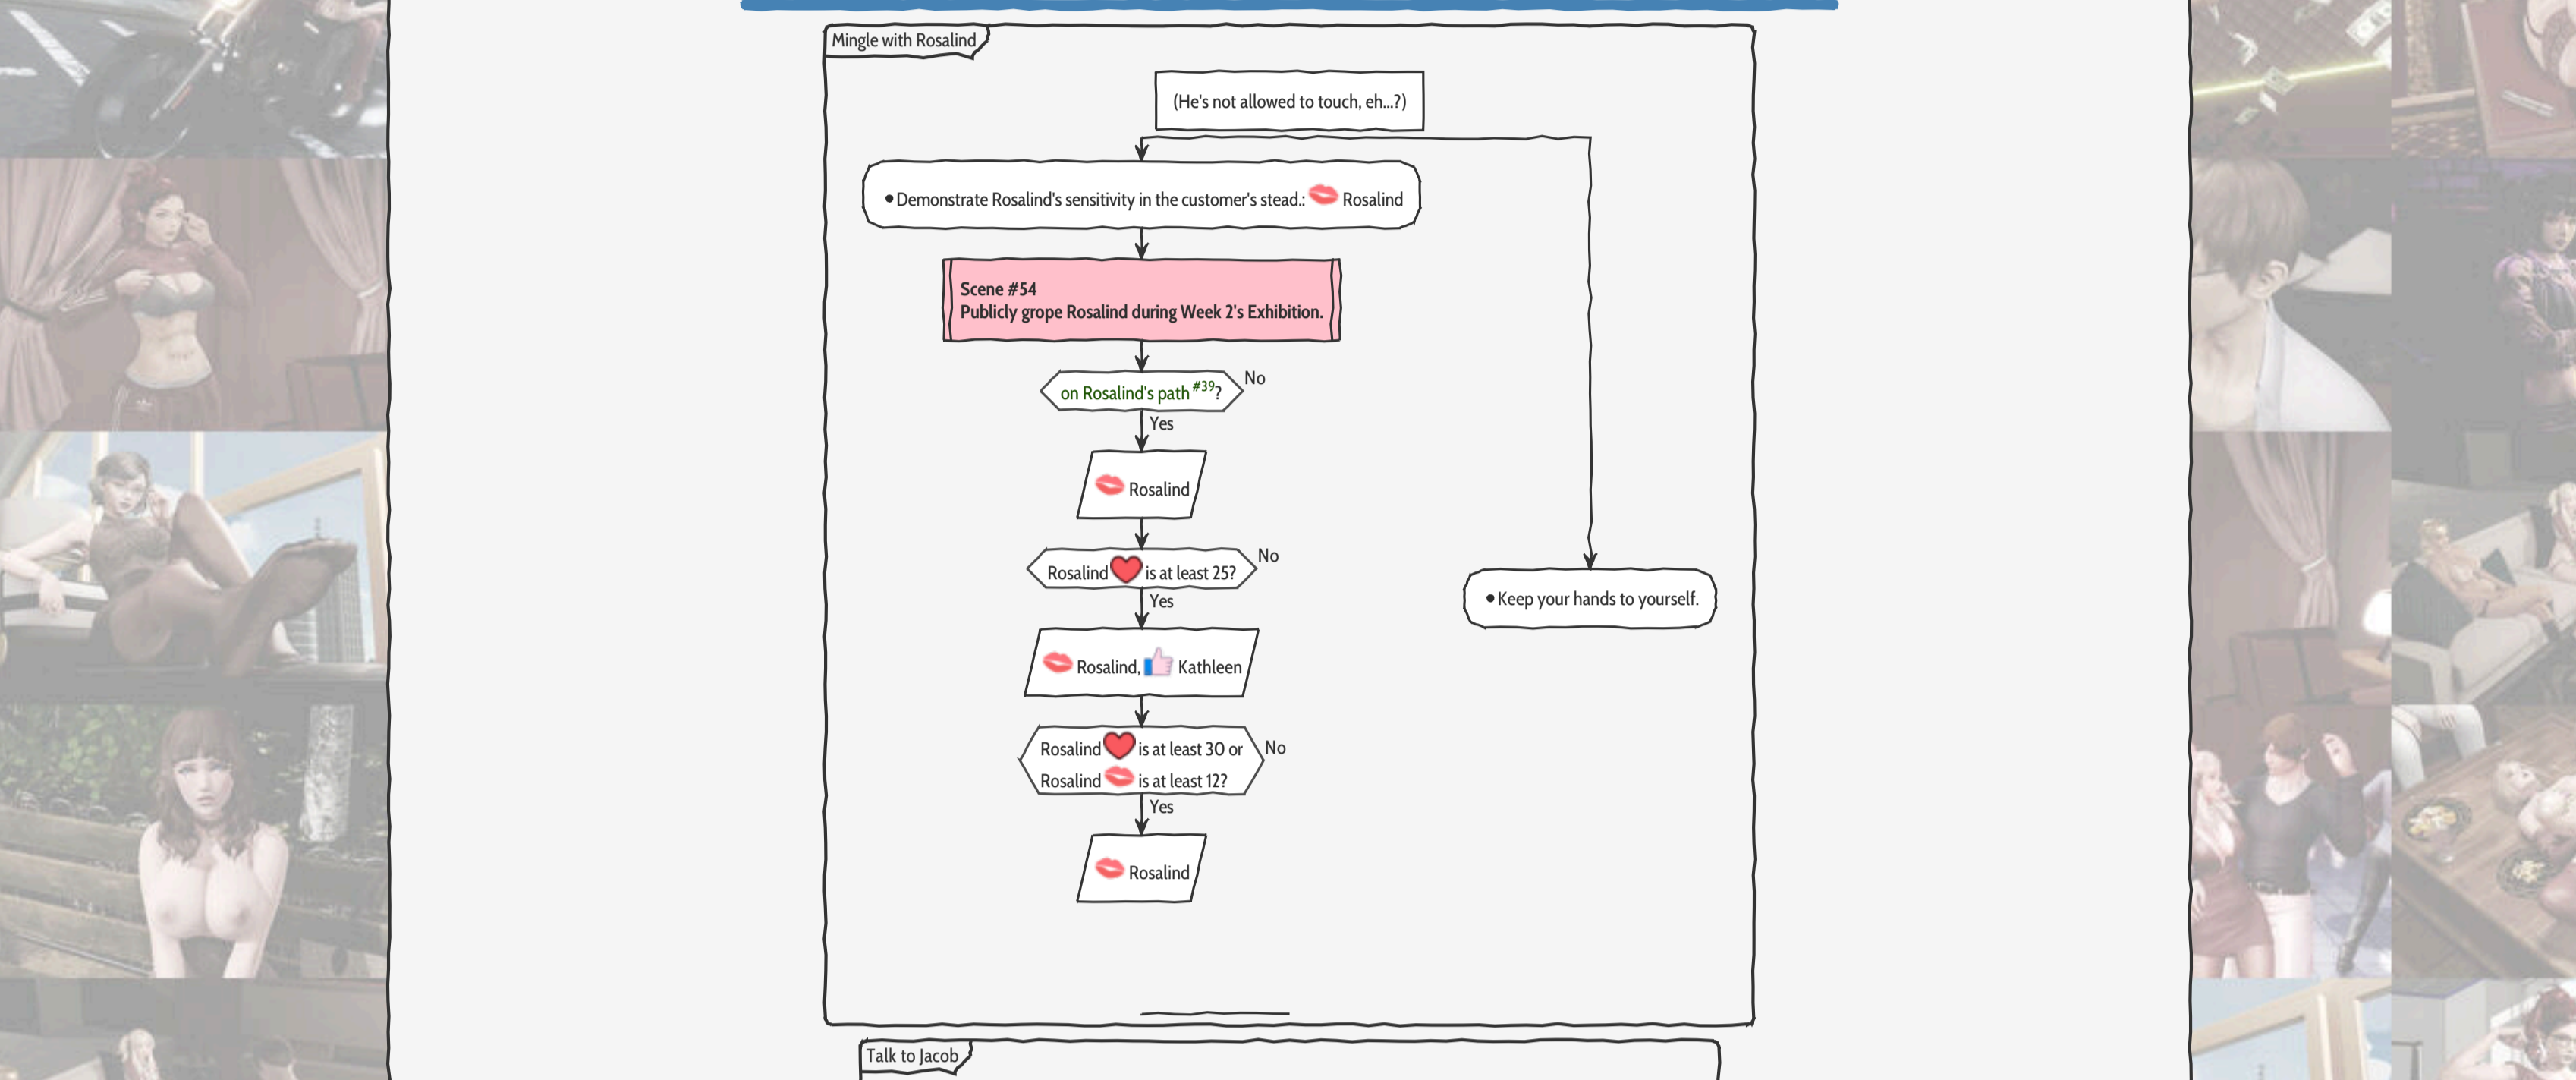 Mingle with Rosalind
(He's not allowed to touch, eh...?)
•Demonstrate Rosalind's sensitivity in the customer's stead.: Rosalind
Scene #54
Publicly grope Rosalind during Week 2's Exhibition.
on Rosalind's path #39?
No
Yes
Rosalind
Rosalind is at least 25?
No
Yes
•Keep your hands to yourself.
Rosalind, Kathleen
Rosalind is at least 30 or
Rosalind is at least 12?
No
Yes
Rosalind
Talk to Jacob